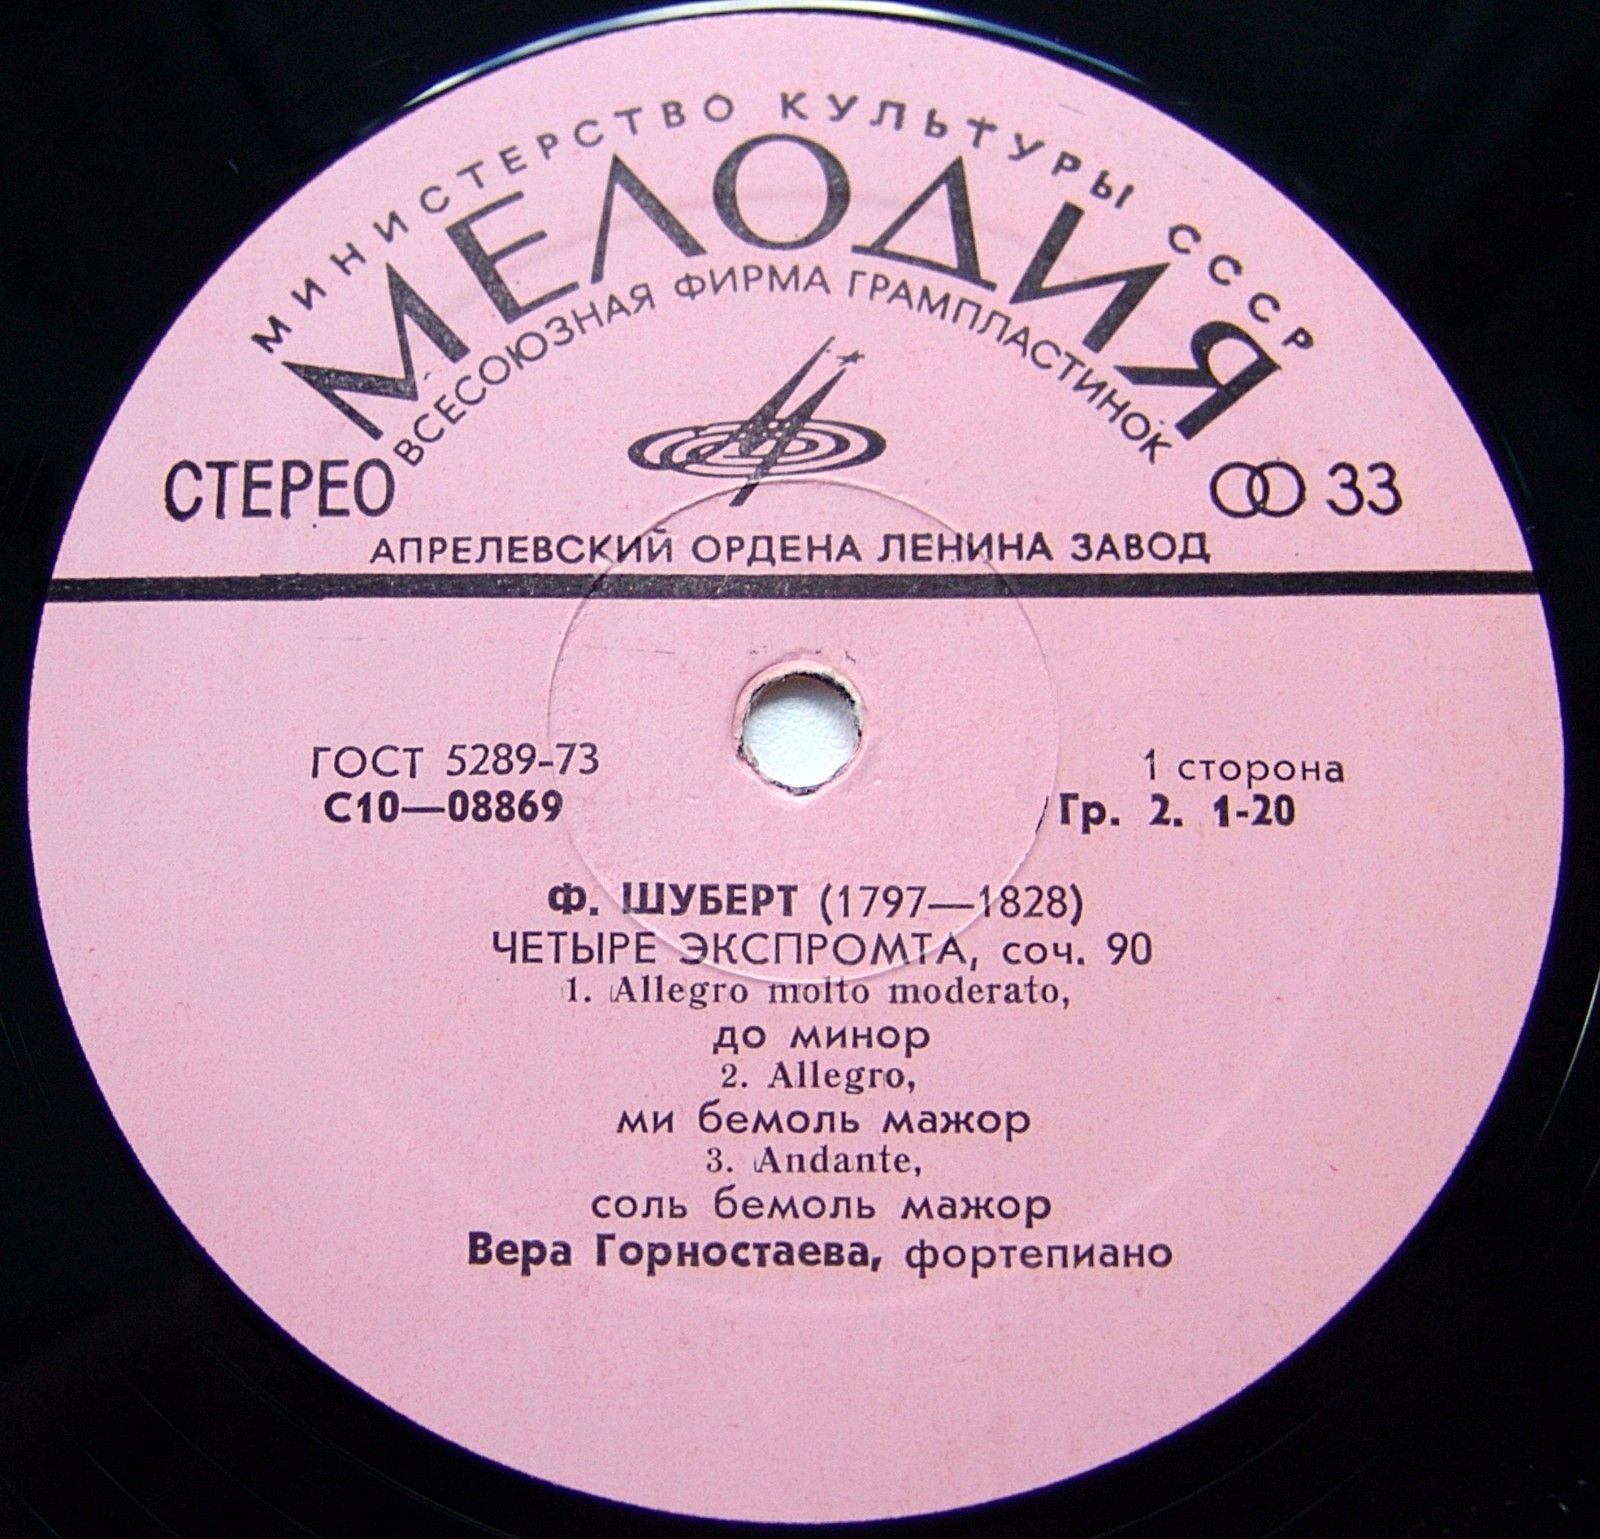 МИНИСТЕРСТВО КУЛЬТУРЫ СССР
МЕЛОДИЯ
ВСЕСОЮЗНАЯ ФИРМА ГРАМПЛАСТИНОК
СТЕРЕО
33
АПРЕЛЕВСКИЙ ОРДЕНА ЛЕНИНА ЗАВОД
ГОСТ 5289-73
С10—08869
1 сторона
Гр. 2. 1-20
Ф. ШУБЕРТ (1797—1828)
ЧЕТЫРЕ ЭКСПРОМТА, соч. 90
1. Allegro molto moderato,
до минор
2. Allegro,
ми бемоль мажор
3. Andante,
соль бемоль мажор
Вера Горностаева, фортепиано